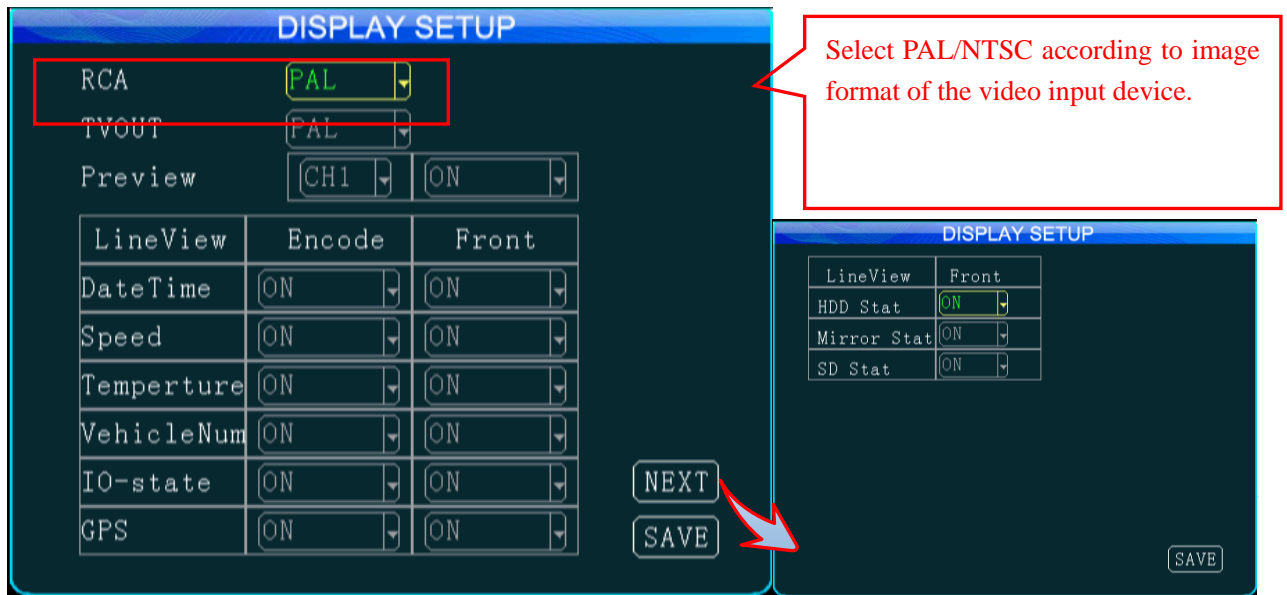 DISPLAY SETUP
RCA PAL
TVOUT PAL
Preview CH1 ON
LineView Encode Front
DateTime ON ON
Speed ON ON
Temperture ON ON
VehicleNum ON ON
IO-state ON ON
GPS ON ON
NEXT
SAVE
Select PAL/NTSC according to image
format of the video input device.
DISPLAY SETUP
LineView Front
HDD Stat ON
Mirror Stat ON
SD Stat ON
SAVE